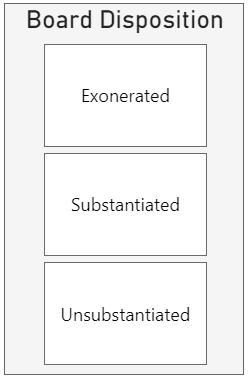 Board Disposition
Exonerated
Substantiated
Unsubstantiated